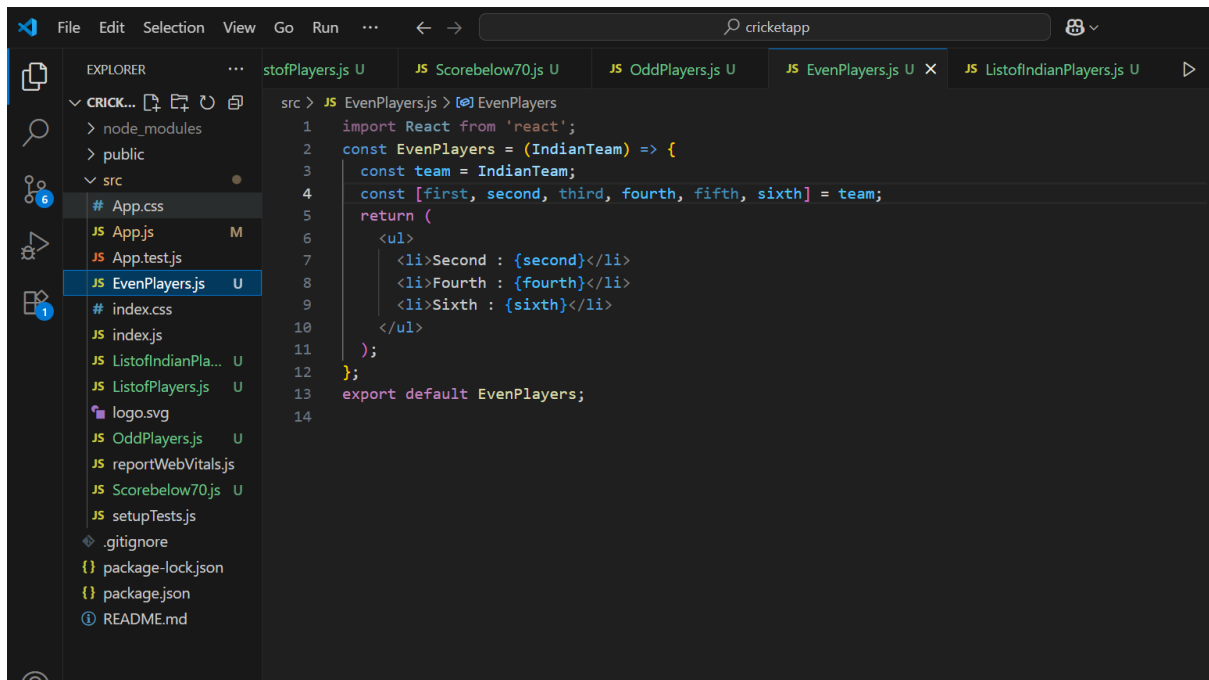 File Edit Selection View Go Run ··· ← → cricketapp
EXPLORER ···
stofPlayers.js U JS Scorebelow70.js U JS OddPlayers.js U JS EvenPlayers.js U × JS ListofIndianPlayers.js U
CRICK...
node_modules
public
src
# App.css
JS App.js M
JS App.test.js
JS EvenPlayers.js U
# index.css
JS index.js
JS ListofIndianPla... U
JS ListofPlayers.js U
logo.svg
JS OddPlayers.js U
JS reportWebVitals.js
JS Scorebelow70.js U
JS setupTests.js
.gitignore
{} package-lock.json
{} package.json
README.md
6
1
src > JS EvenPlayers.js > EvenPlayers
1 import React from 'react';
2 const EvenPlayers = (IndianTeam) => {
3 const team = IndianTeam;
4 const [first, second, third, fourth, fifth, sixth] = team;
5 return (
6 <ul>
7 <li>Second : {second}</li>
8 <li>Fourth : {fourth}</li>
9 <li>Sixth : {sixth}</li>
10 </ul>
11 );
12 };
13 export default EvenPlayers;
14